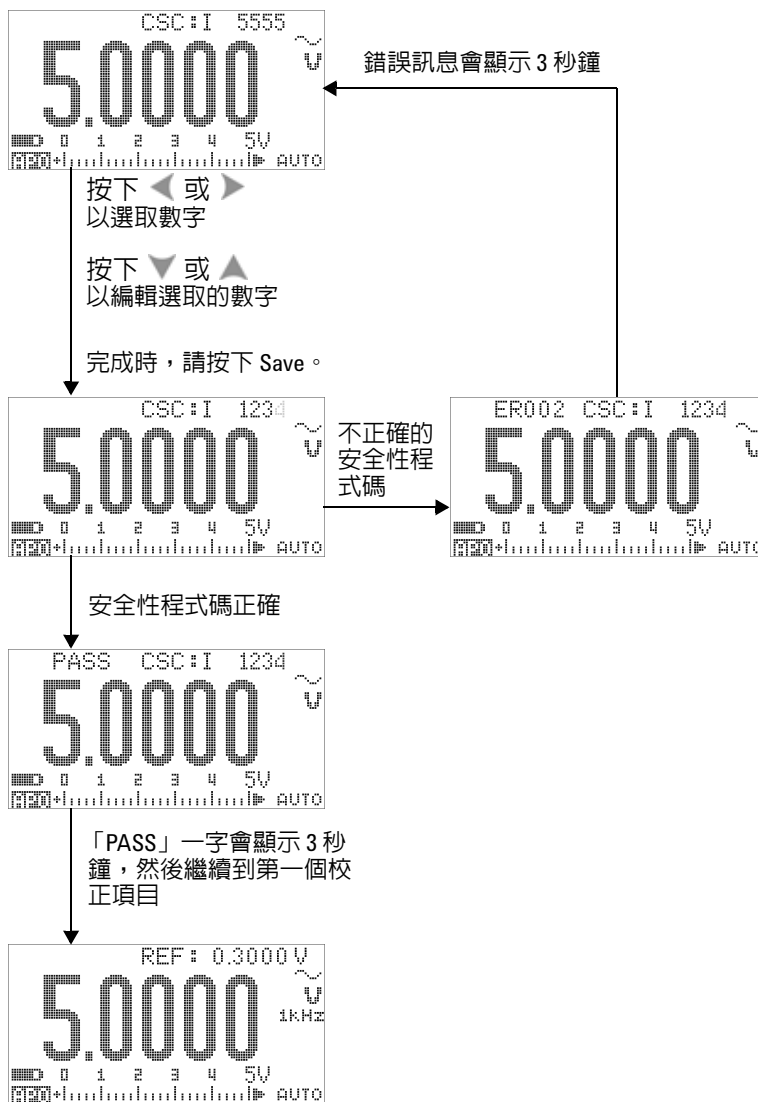 CSC:I 5555
5.0000 V
0 1 2 3 4 5V
APO AUTO
錯誤訊息會顯示 3 秒鐘
按下 或
以選取數字
按下 或
以編輯選取的數字
完成時，請按下 Save。
CSC:I 1234
5.0000 V
0 1 2 3 4 5V
APO AUTO
不正確的
安全性程
式碼
ER002 CSC:I 1234
5.0000 V
0 1 2 3 4 5V
APO AUTO
安全性程式碼正確
PASS CSC:I 1234
5.0000 V
0 1 2 3 4 5V
APO AUTO
「PASS」一字會顯示 3 秒
鐘，然後繼續到第一個校
正項目
REF: 0.3000 V
5.0000 V
1kHz
0 1 2 3 4 5V
APO AUTO